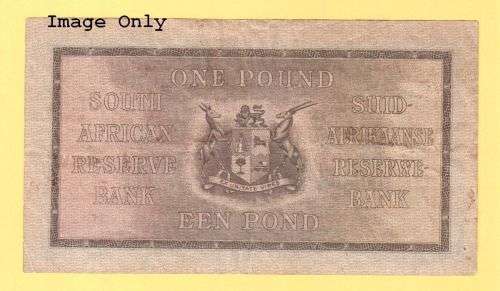 Image Only
ONE POUND
SOUTH
AFRICAN
RESERVE
BANK
SUID-
AFRIKAANSE
RESERWE-
BANK
EEN POND